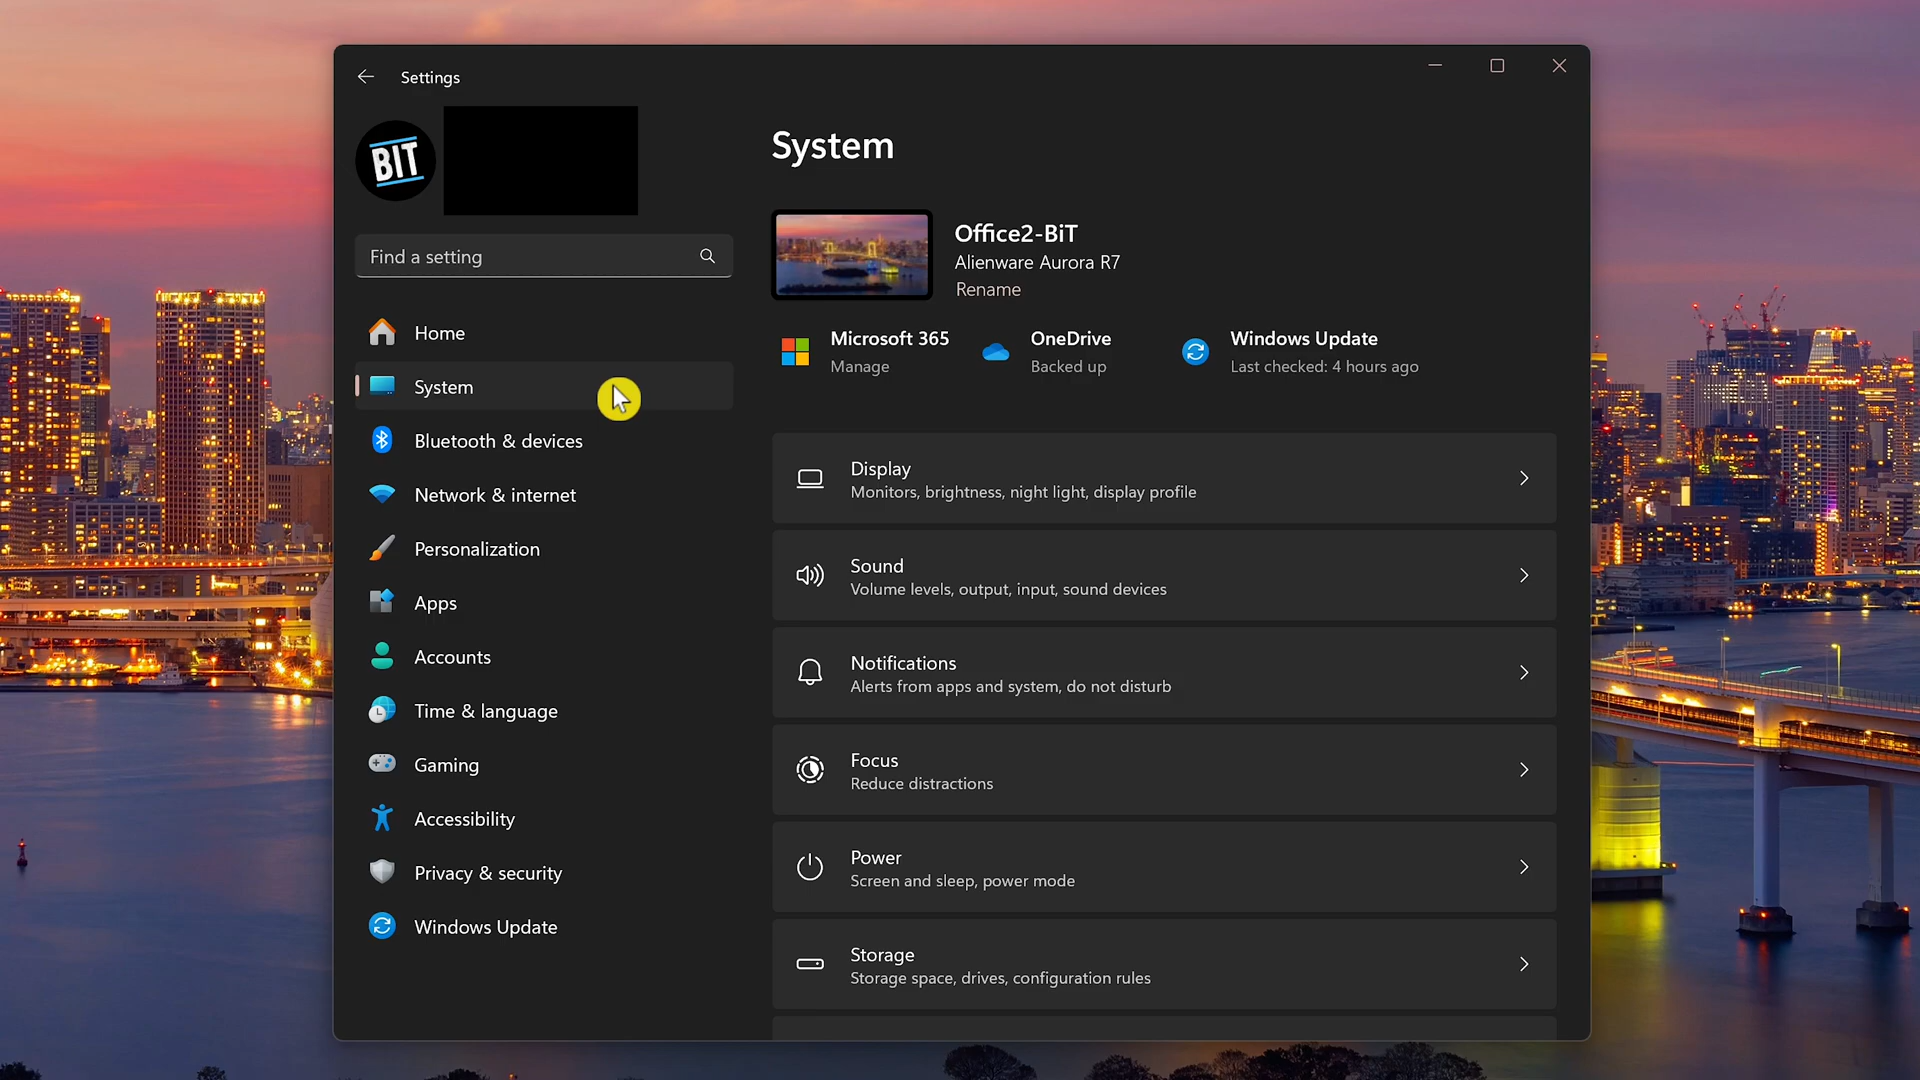 Settings
BIT
Find a setting
Home
System
Bluetooth & devices
Network & internet
Personalization
Apps
Accounts
Time & language
Gaming
Accessibility
Privacy & security
Windows Update
System
Office2-BiT
Alienware Aurora R7
Rename
Microsoft 365
Manage
OneDrive
Backed up
Windows Update
Last checked: 4 hours ago
Display
Monitors, brightness, night light, display profile
Sound
Volume levels, output, input, sound devices
Notifications
Alerts from apps and system, do not disturb
Focus
Reduce distractions
Power
Screen and sleep, power mode
Storage
Storage space, drives, configuration rules